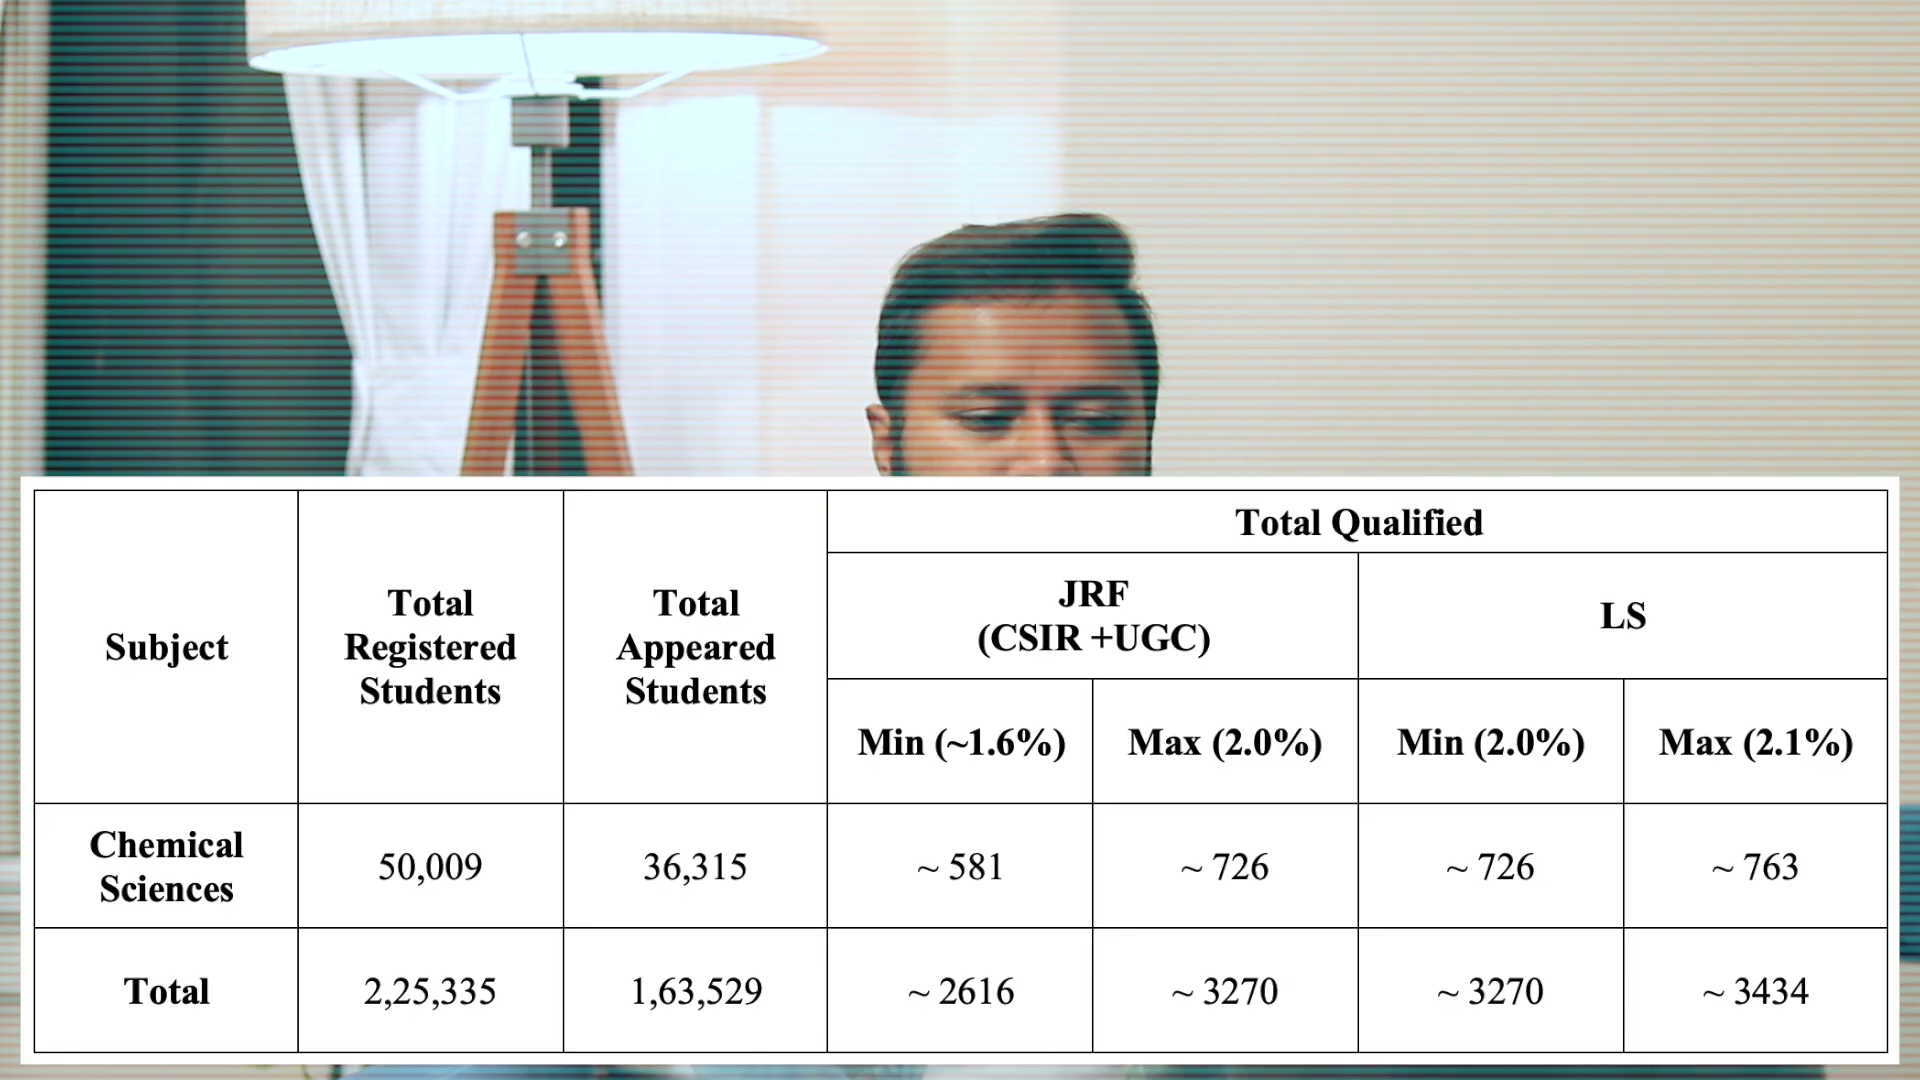 Subject
Total
Registered
Students
Total
Appeared
Students
Total Qualified
JRF
(CSIR +UGC)
LS
Min (~1.6%)
Max (2.0%)
Min (2.0%)
Max (2.1%)
Chemical
Sciences
50,009
36,315
~ 581
~ 726
~ 726
~ 763
Total
2,25,335
1,63,529
~ 2616
~ 3270
~ 3270
~ 3434